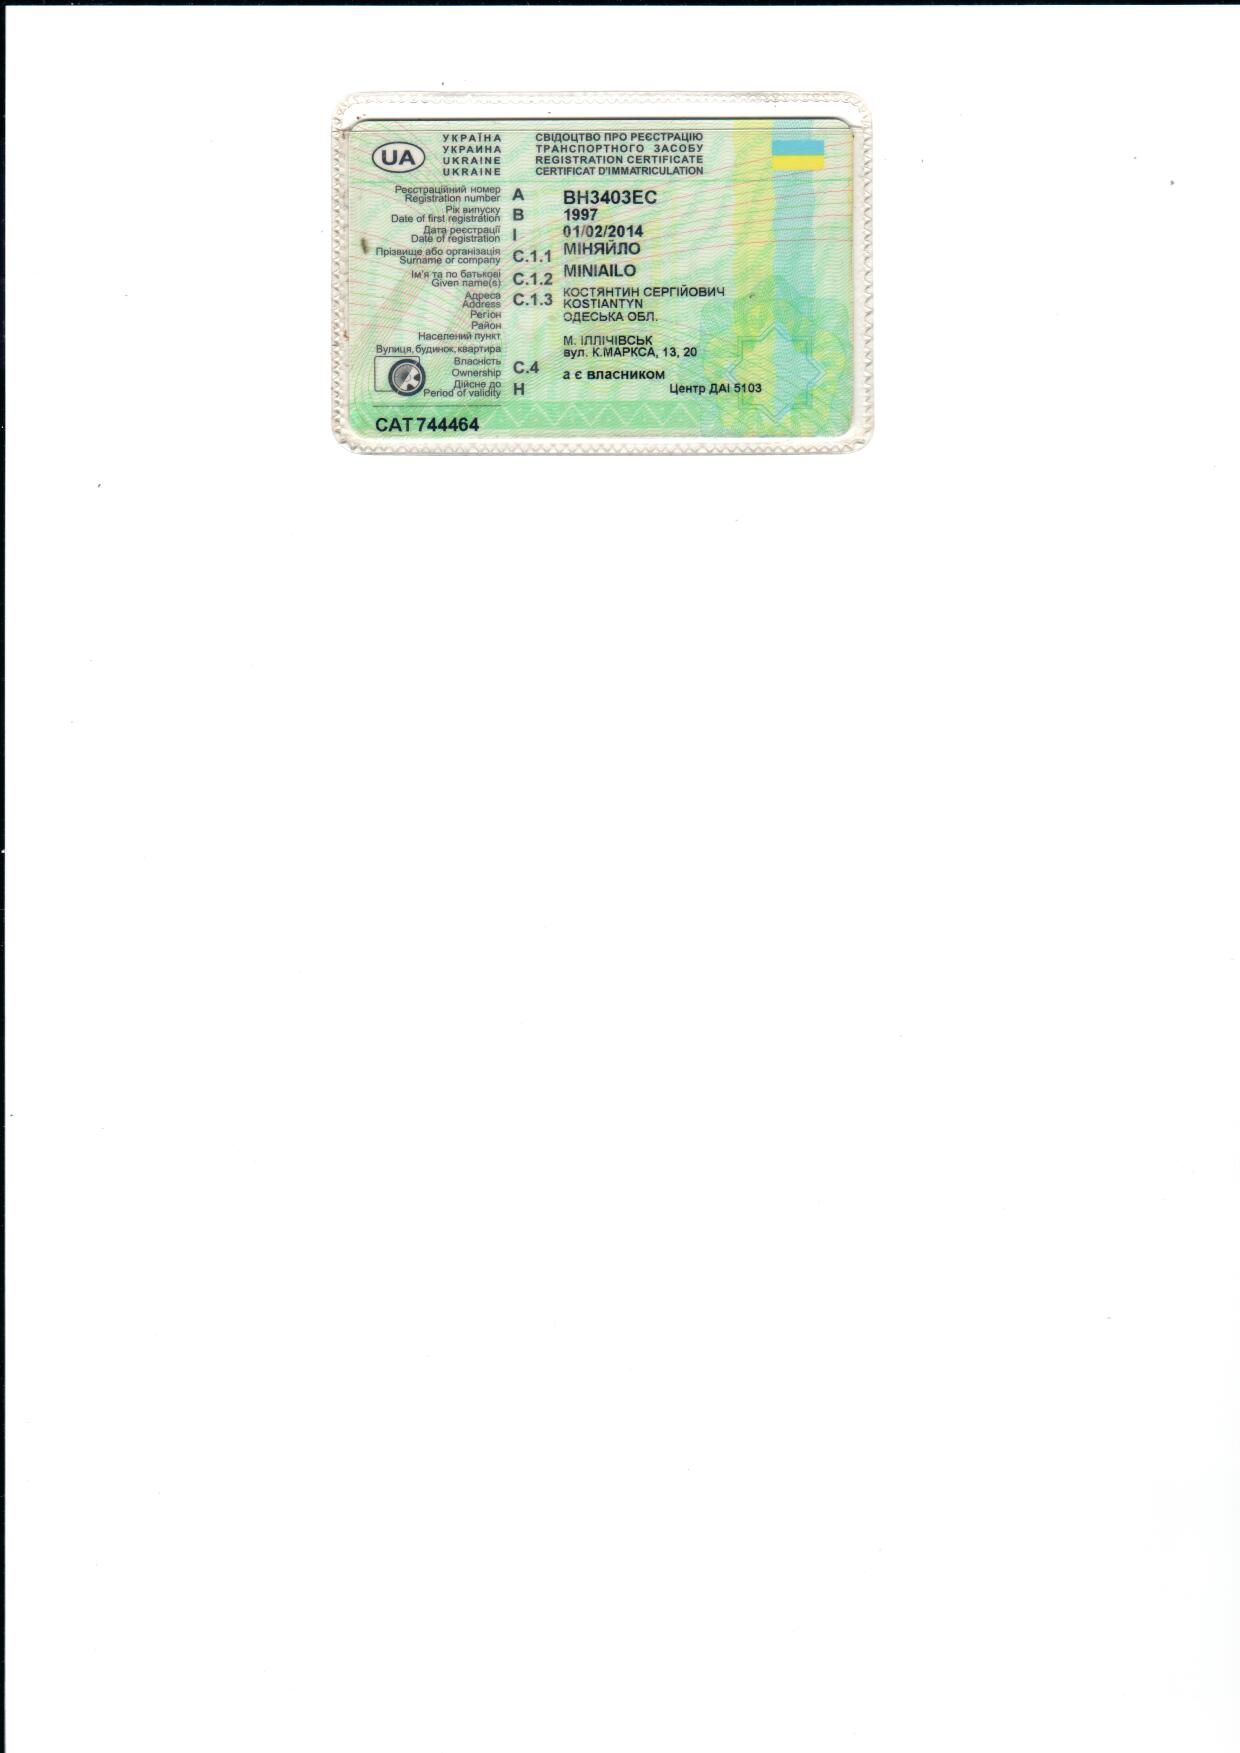 UA
УКРАЇНА
УКРАИНА
UKRAINE
UKRAINE
СВІДОЦТВО ПРО РЕЄСТРАЦІЮ
ТРАНСПОРТНОГО ЗАСОБУ
REGISTRATION CERTIFICATE
CERTIFICAT D'IMMATRICULATION
Реєстраційний номер
Registration number A BH3403EC
Рік випуску
Date of first registration B 1997
Дата реєстрації
Date of registration I 01/02/2014
Прізвище або організація
Surname or company C.1.1 МІНЯЙЛО
MINIAILO
Ім'я та по батькові
Given name(s) C.1.2 КОСТЯНТИН СЕРГІЙОВИЧ
KOSTIANTYN
Адреса
Address C.1.3
Регіон ОДЕСЬКА ОБЛ.
Район
Населений пункт М. ІЛЛІЧІВСЬК
Вулиця, будинок, квартира вул. К.МАРКСА, 13, 20
Власність
Ownership C.4 а є власником
Дійсне до
Period of validity H Центр ДАІ 5103
CAT744464